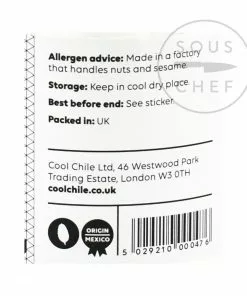 Allergen advice: Made in a factory
that handles nuts and sesame.
Storage: Keep in cool dry place.
Best before end: See sticker.
Packed in: UK
SOUS
CHEF
Cool Chile Ltd, 46 Westwood Park
Trading Estate, London W3 0TH
coolchile.co.uk
ORIGIN
MEXICO
5 029210 000476